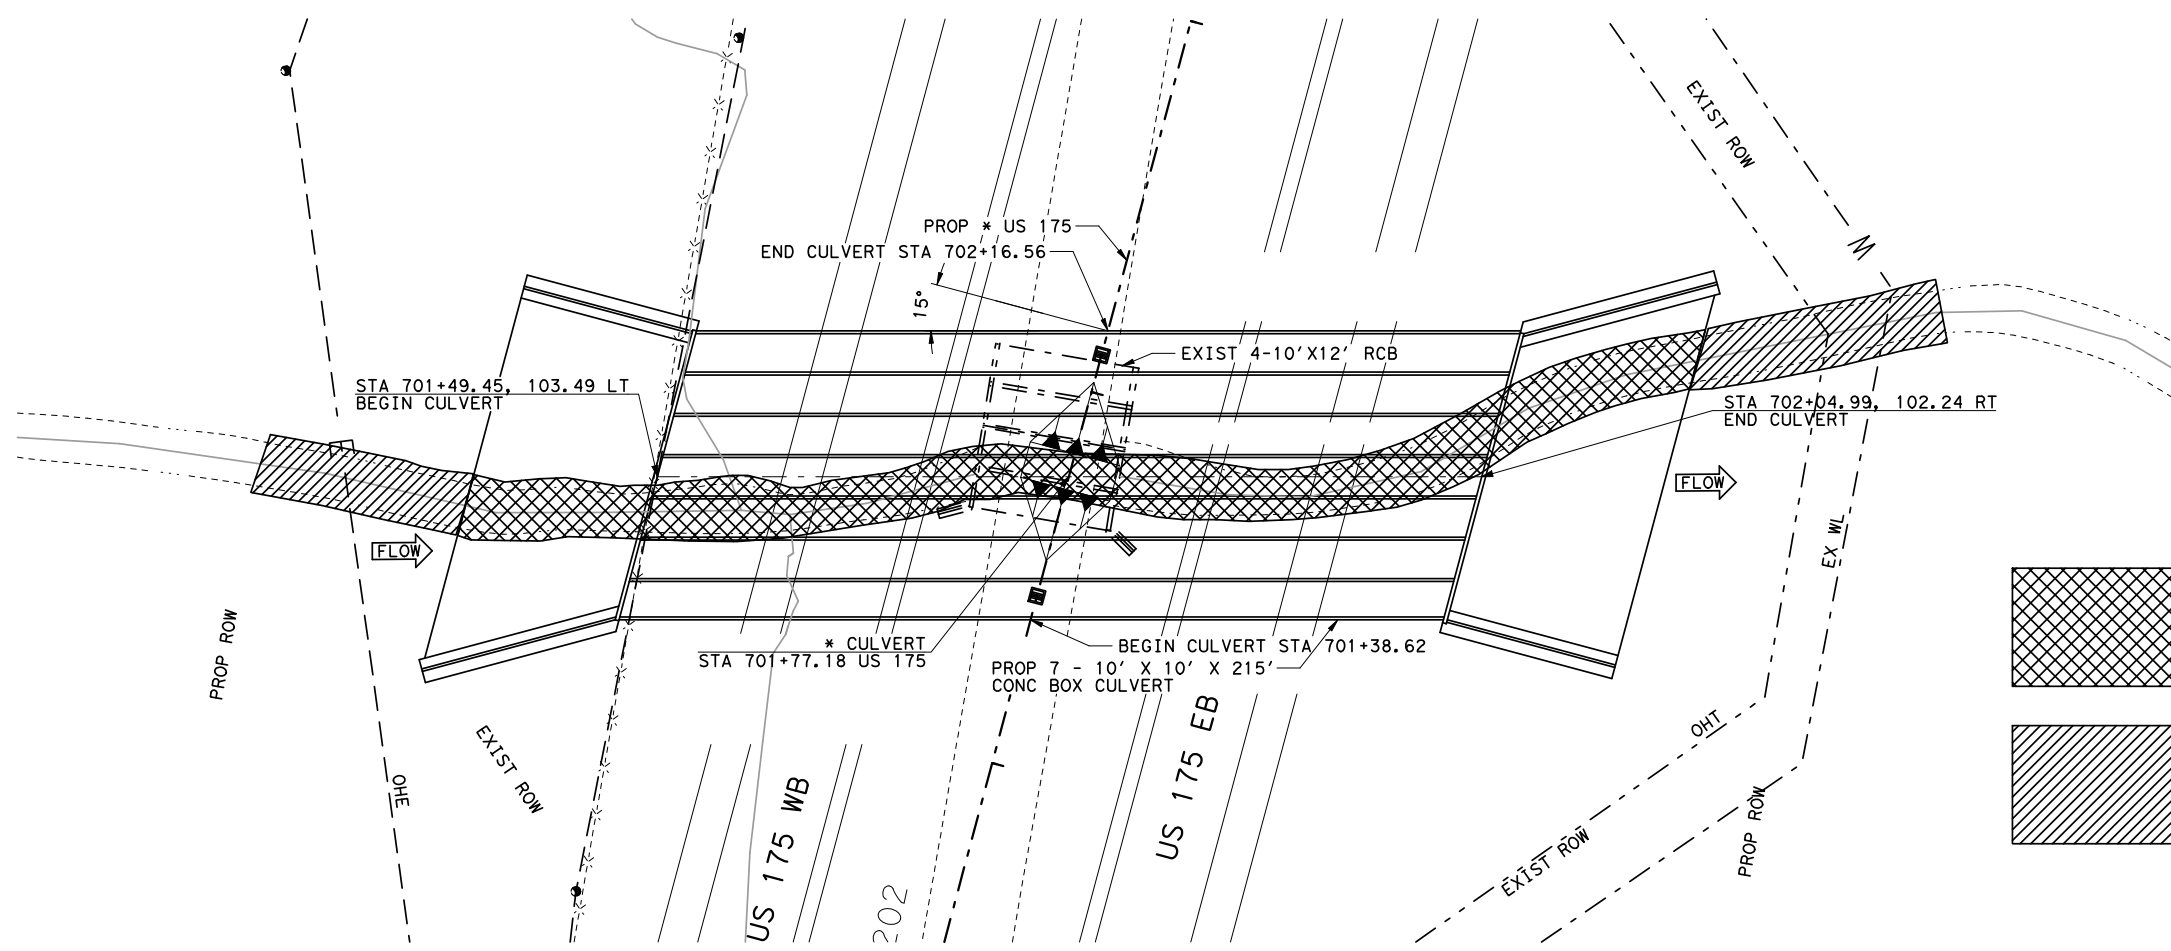 EXIST ROW
M
PROP * US 175
END CULVERT STA 702+16.56
15°
EXIST 4-10'X12' RCB
STA 701+49.45, 103.49 LT
BEGIN CULVERT
STA 702+04.99, 102.24 RT
END CULVERT
FLOW
FLOW
EX WL
PROP ROW
* CULVERT
STA 701+77.18 US 175
BEGIN CULVERT STA 701+38.62
PROP 7 - 10' X 10' X 215'
CONC BOX CULVERT
EXIST ROW
OHE
US 175 WB
US 175 EB
OHT
PROP ROW
EXIST ROW
202